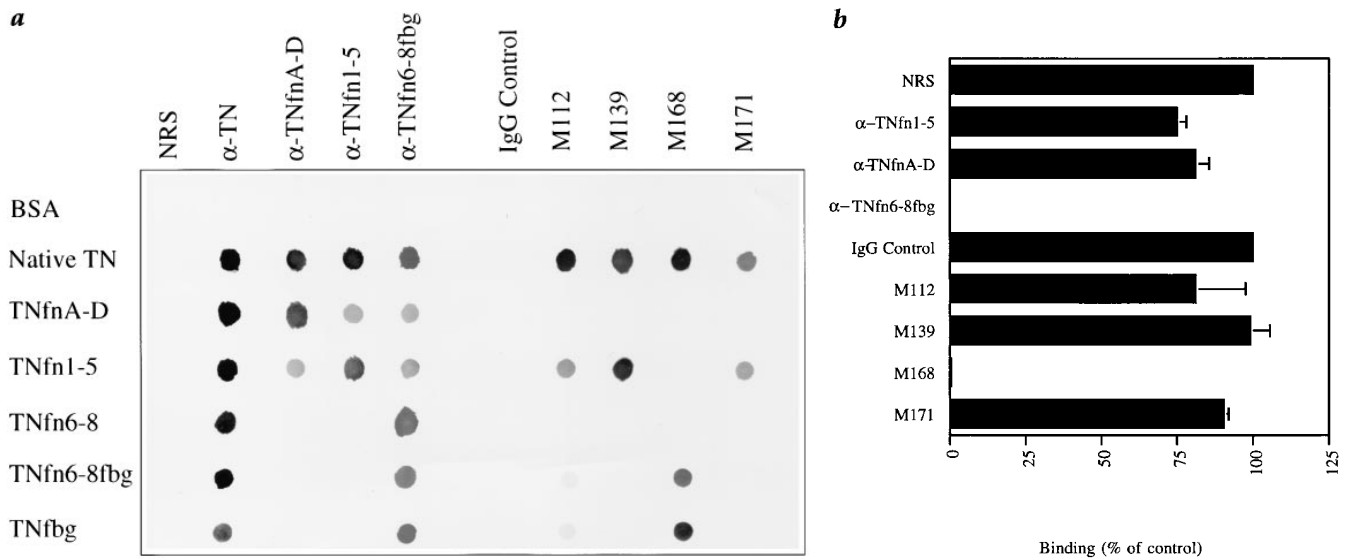 a
NRS
α-TN
α-TNfnA-D
α-TNfn1-5
α-TNfn6-8fbg
IgG Control
M112
M139
M168
M171
BSA
Native TN
TNfnA-D
TNfn1-5
TNfn6-8
TNfn6-8fbg
TNfbg
b
NRS
α-TNfn1-5
α-TNfnA-D
α-TNfn6-8fbg
IgG Control
M112
M139
M168
M171
0
25
50
75
100
125
Binding (% of control)